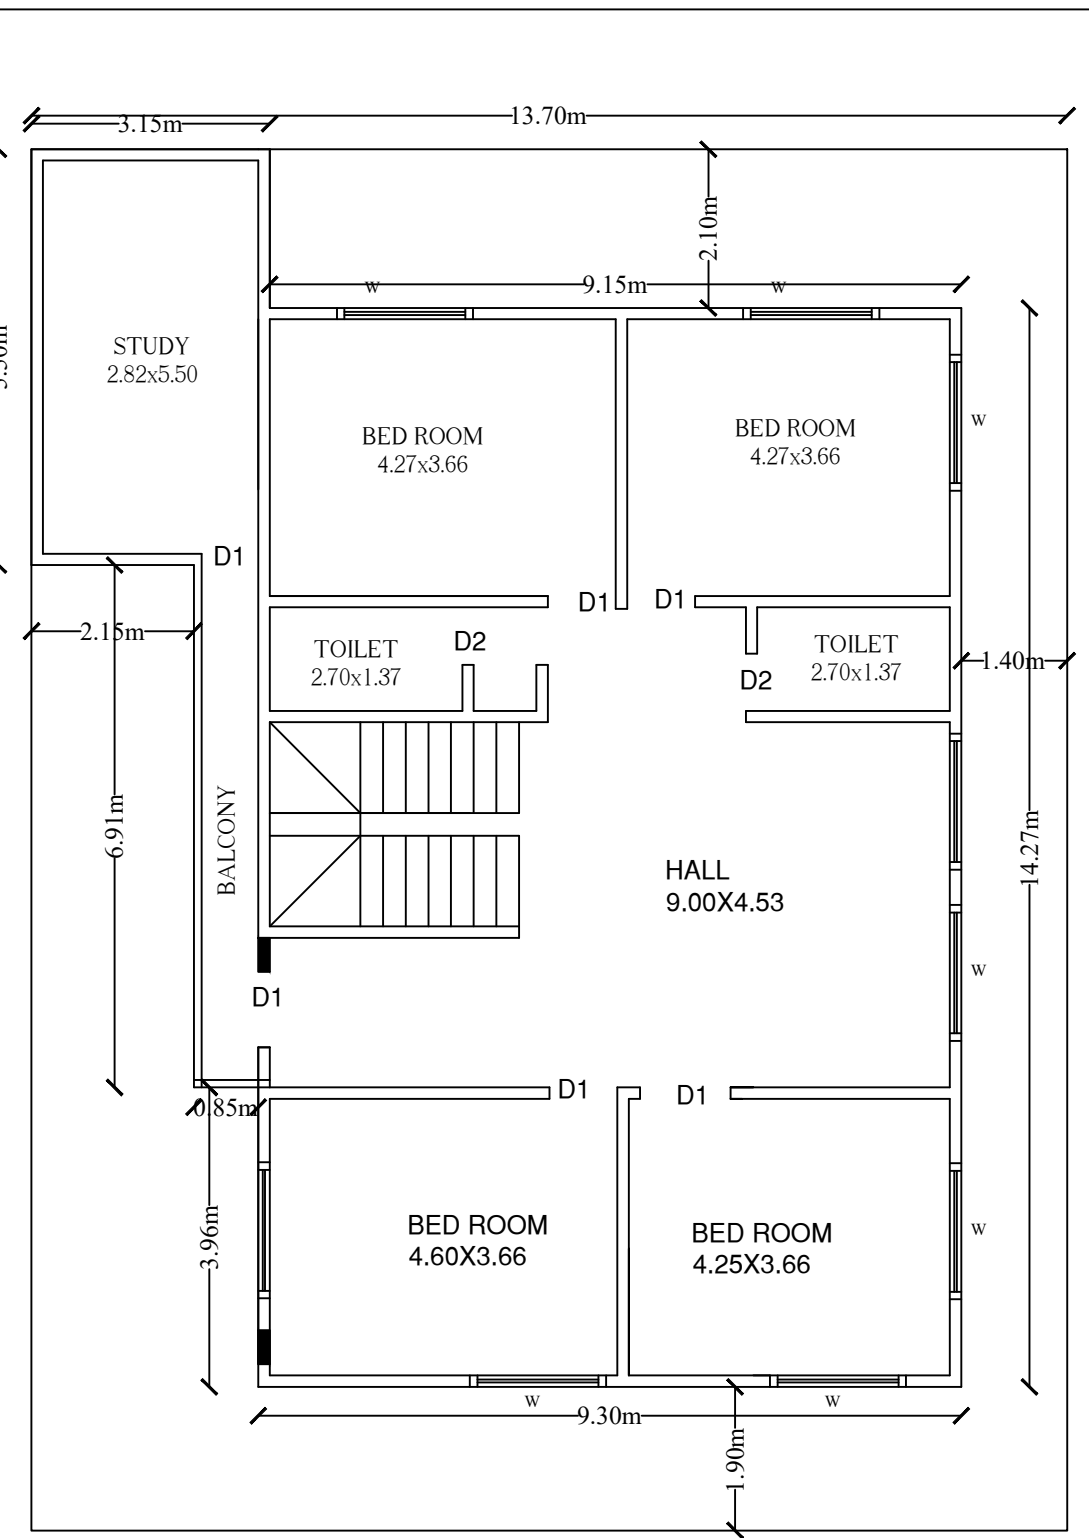 13.70m
3.15m
2.10m
9.15m
w
w
STUDY
2.82x5.50
BED ROOM
4.27x3.66
BED ROOM
4.27x3.66
w
D1
D1
D1
2.15m
TOILET
2.70x1.37
D2
TOILET
2.70x1.37
D2
1.40m
6.91m
BALCONY
14.27m
HALL
9.00X4.53
w
D1
D1
D1
0.85m
3.96m
BED ROOM
4.60X3.66
BED ROOM
4.25X3.66
w
w
w
9.30m
1.90m